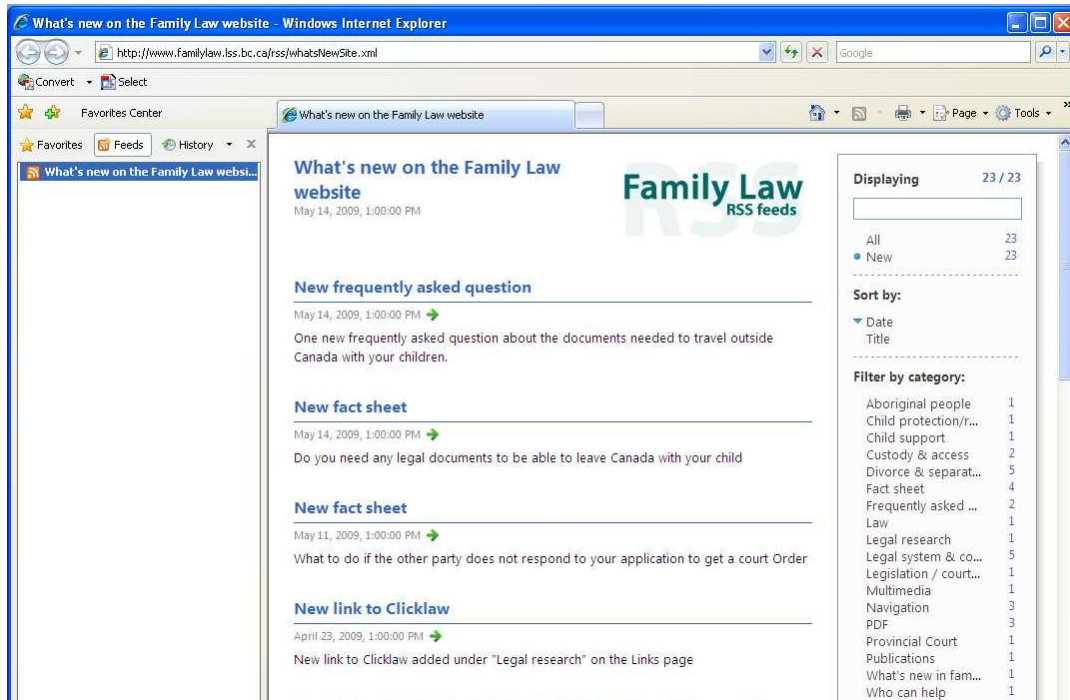 What's new on the Family Law website - Windows Internet Explorer
http://www.familylaw.lss.bc.ca/rss/whatsNewSite.xml
Google
Convert
Select
Favorites Center
What's new on the Family Law website
Page
Tools
»
Favorites
Feeds
History
X
What's new on the Family Law websi...
What's new on the Family Law
website
May 14, 2009, 1:00:00 PM
RSS
Family Law
RSS feeds
New frequently asked question
May 14, 2009, 1:00:00 PM
One new frequently asked question about the documents needed to travel outside
Canada with your children.
New fact sheet
May 14, 2009, 1:00:00 PM
Do you need any legal documents to be able to leave Canada with your child
New fact sheet
May 11, 2009, 1:00:00 PM
What to do if the other party does not respond to your application to get a court Order
New link to Clicklaw
April 23, 2009, 1:00:00 PM
New link to Clicklaw added under "Legal research" on the Links page
Displaying 23 / 23
All 23
New 23
Sort by:
Date
Title
Filter by category:
Aboriginal people 1
Child protection/r... 1
Child support 1
Custody & access 2
Divorce & separat... 5
Fact sheet 4
Frequently asked ... 2
Law 1
Legal research 1
Legal system & co... 5
Legislation / court... 1
Multimedia 1
Navigation 3
PDF 3
Provincial Court 1
Publications 1
What's new in fam... 1
Who can help 1